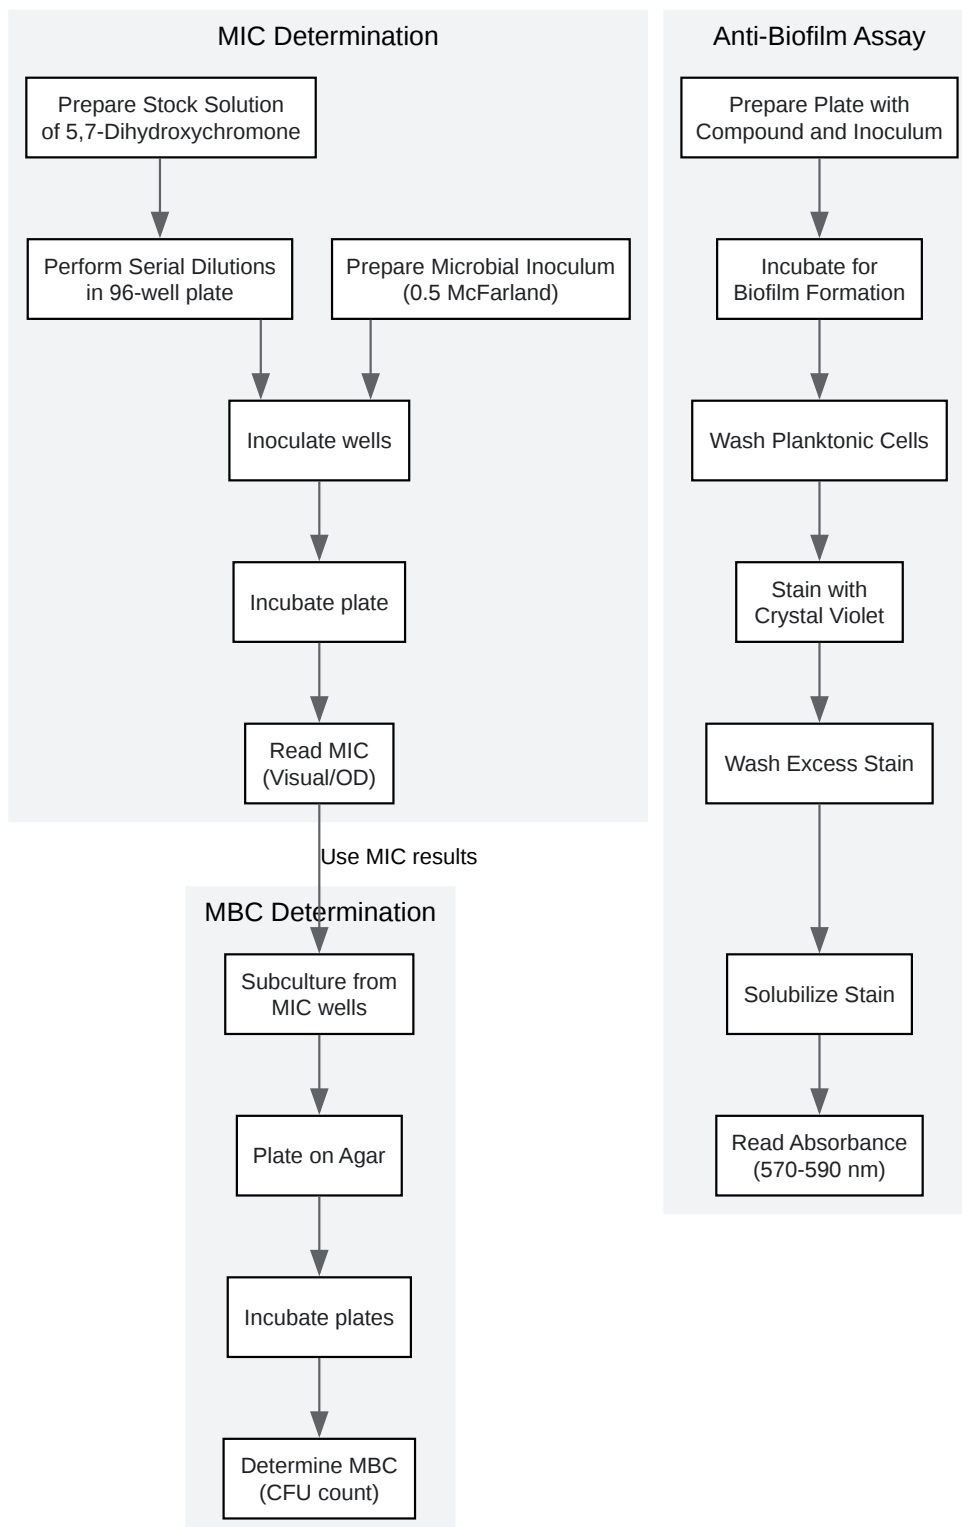 MIC Determination
Prepare Stock Solution
of 5,7-Dihydroxychromone
Perform Serial Dilutions
in 96-well plate
Prepare Microbial Inoculum
(0.5 McFarland)
Inoculate wells
Incubate plate
Read MIC
(Visual/OD)
Use MIC results
MBC Determination
Subculture from
MIC wells
Plate on Agar
Incubate plates
Determine MBC
(CFU count)
Anti-Biofilm Assay
Prepare Plate with
Compound and Inoculum
Incubate for
Biofilm Formation
Wash Planktonic Cells
Stain with
Crystal Violet
Wash Excess Stain
Solubilize Stain
Read Absorbance
(570-590 nm)